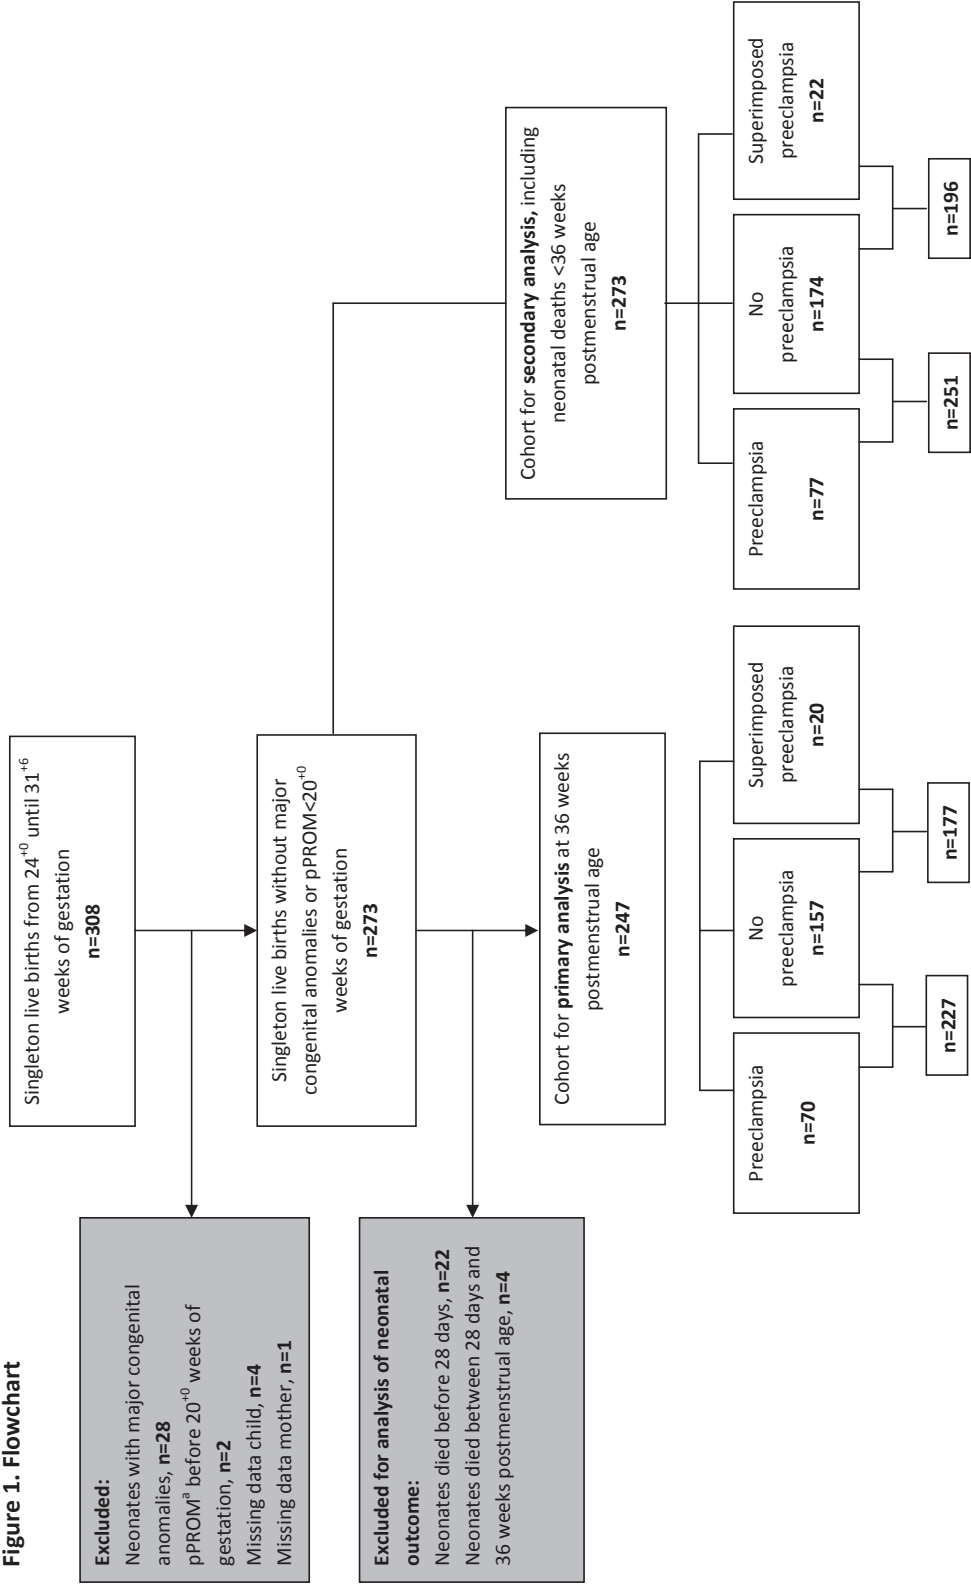 Figure 1. Flowchart
Singleton live births from 24+0 until 31+6
weeks of gestation
n=308
Excluded:
Neonates with major congenital
anomalies, n=28
pPROMa before 20+0 weeks of
gestation, n=2
Missing data child, n=4
Missing data mother, n=1
Singleton live births without major
congenital anomalies or pPROM<20+0
weeks of gestation
n=273
Excluded for analysis of neonatal
outcome:
Neonates died before 28 days, n=22
Neonates died between 28 days and
36 weeks postmenstrual age, n=4
Cohort for primary analysis at 36 weeks
postmenstrual age
n=247
Cohort for secondary analysis, including
neonatal deaths <36 weeks
postmenstrual age
n=273
Preeclampsia
n=70
No
preeclampsia
n=157
Superimposed
preeclampsia
n=20
n=227
n=177
Preeclampsia
n=77
No
preeclampsia
n=174
Superimposed
preeclampsia
n=22
n=251
n=196